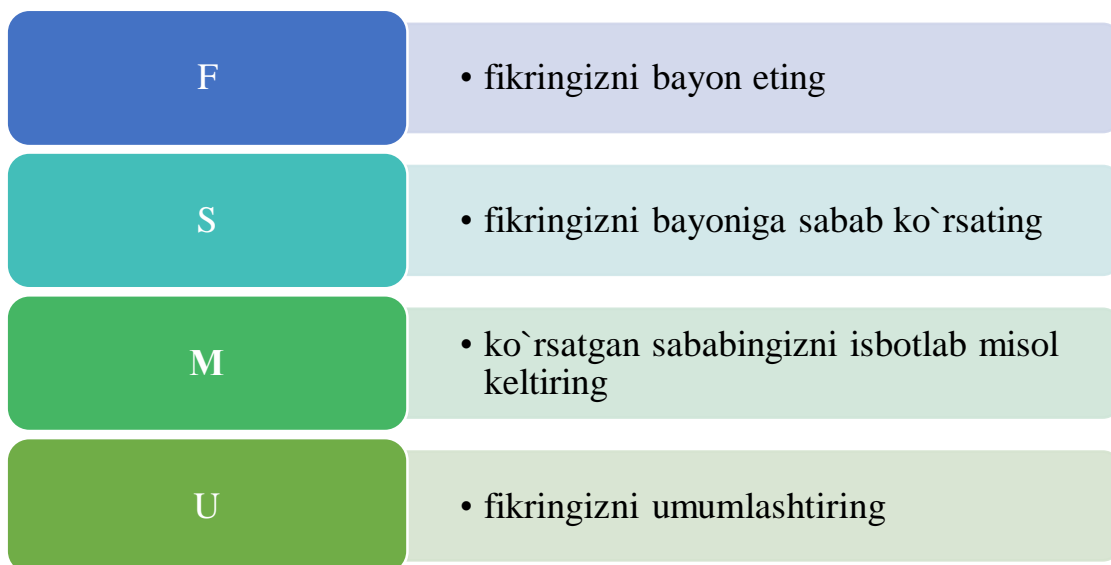 F
• fikringizni bayon eting
S
• fikringizni bayoniga sabab ko`rsating
M
• ko`rsatgan sababingizni isbotlab misol
keltiring
U
• fikringizni umumlashtiring